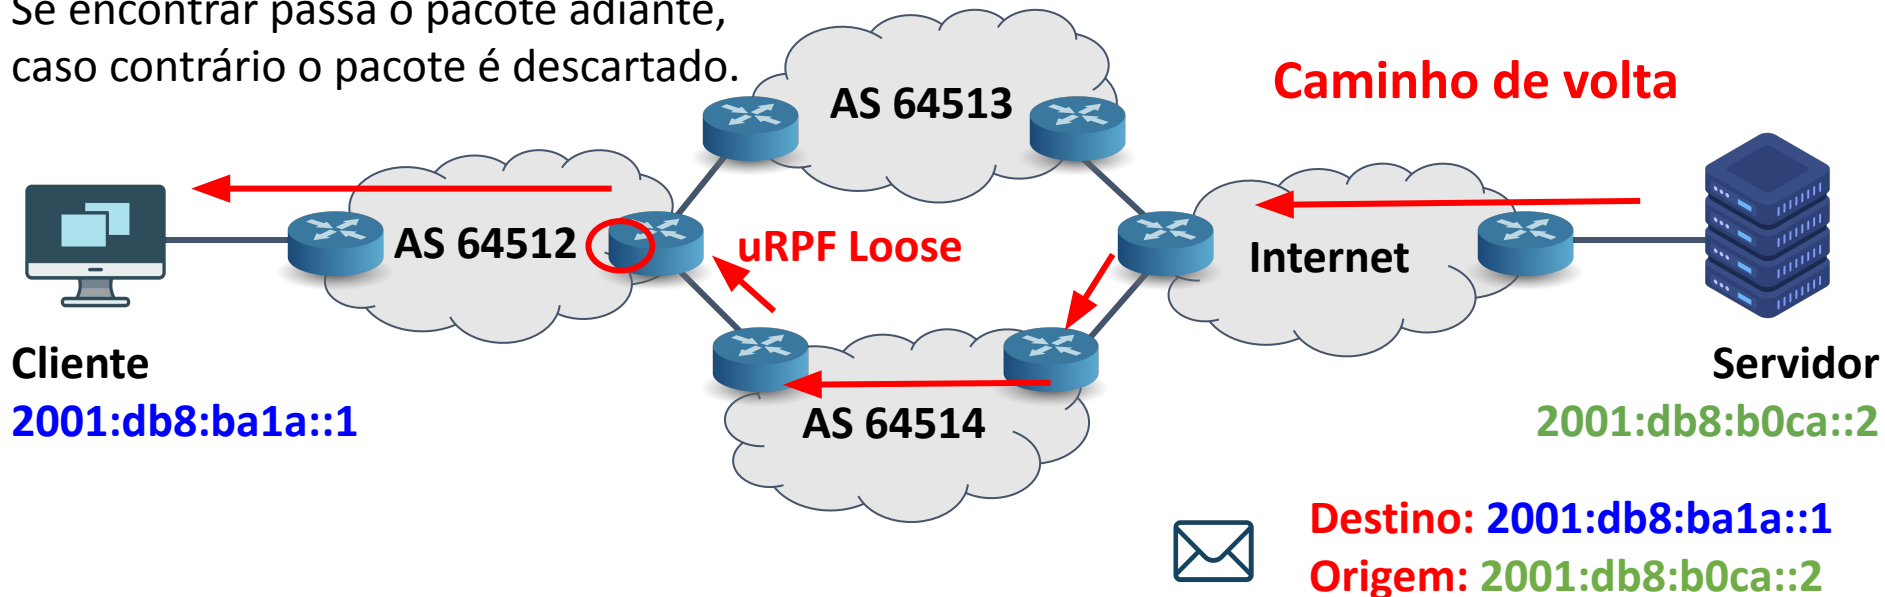 Se encontrar passa o pacote adiante,
caso contrário o pacote é descartado.
AS 64513
Caminho de volta
AS 64512
uRPF Loose
Internet
Cliente
2001:db8:ba1a::1
AS 64514
Servidor
2001:db8:b0ca::2
Destino: 2001:db8:ba1a::1
Origem: 2001:db8:b0ca::2